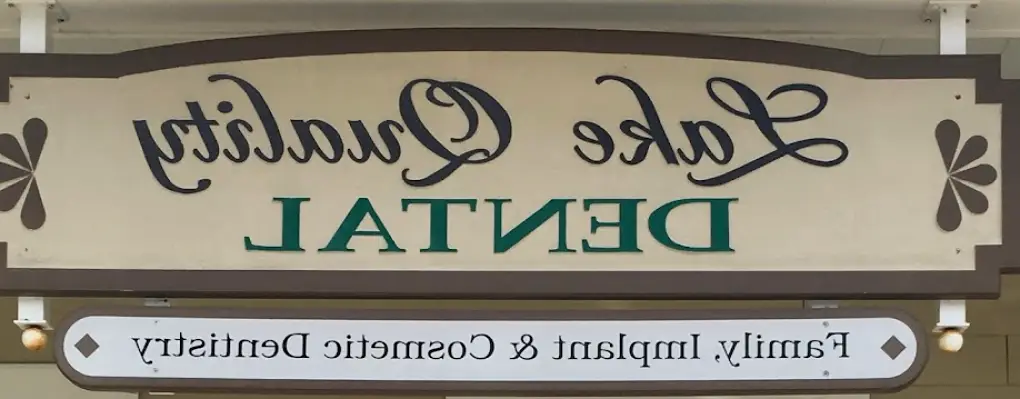 Lake Quality
DENTAL
Family, Implant & Cosmetic Dentistry